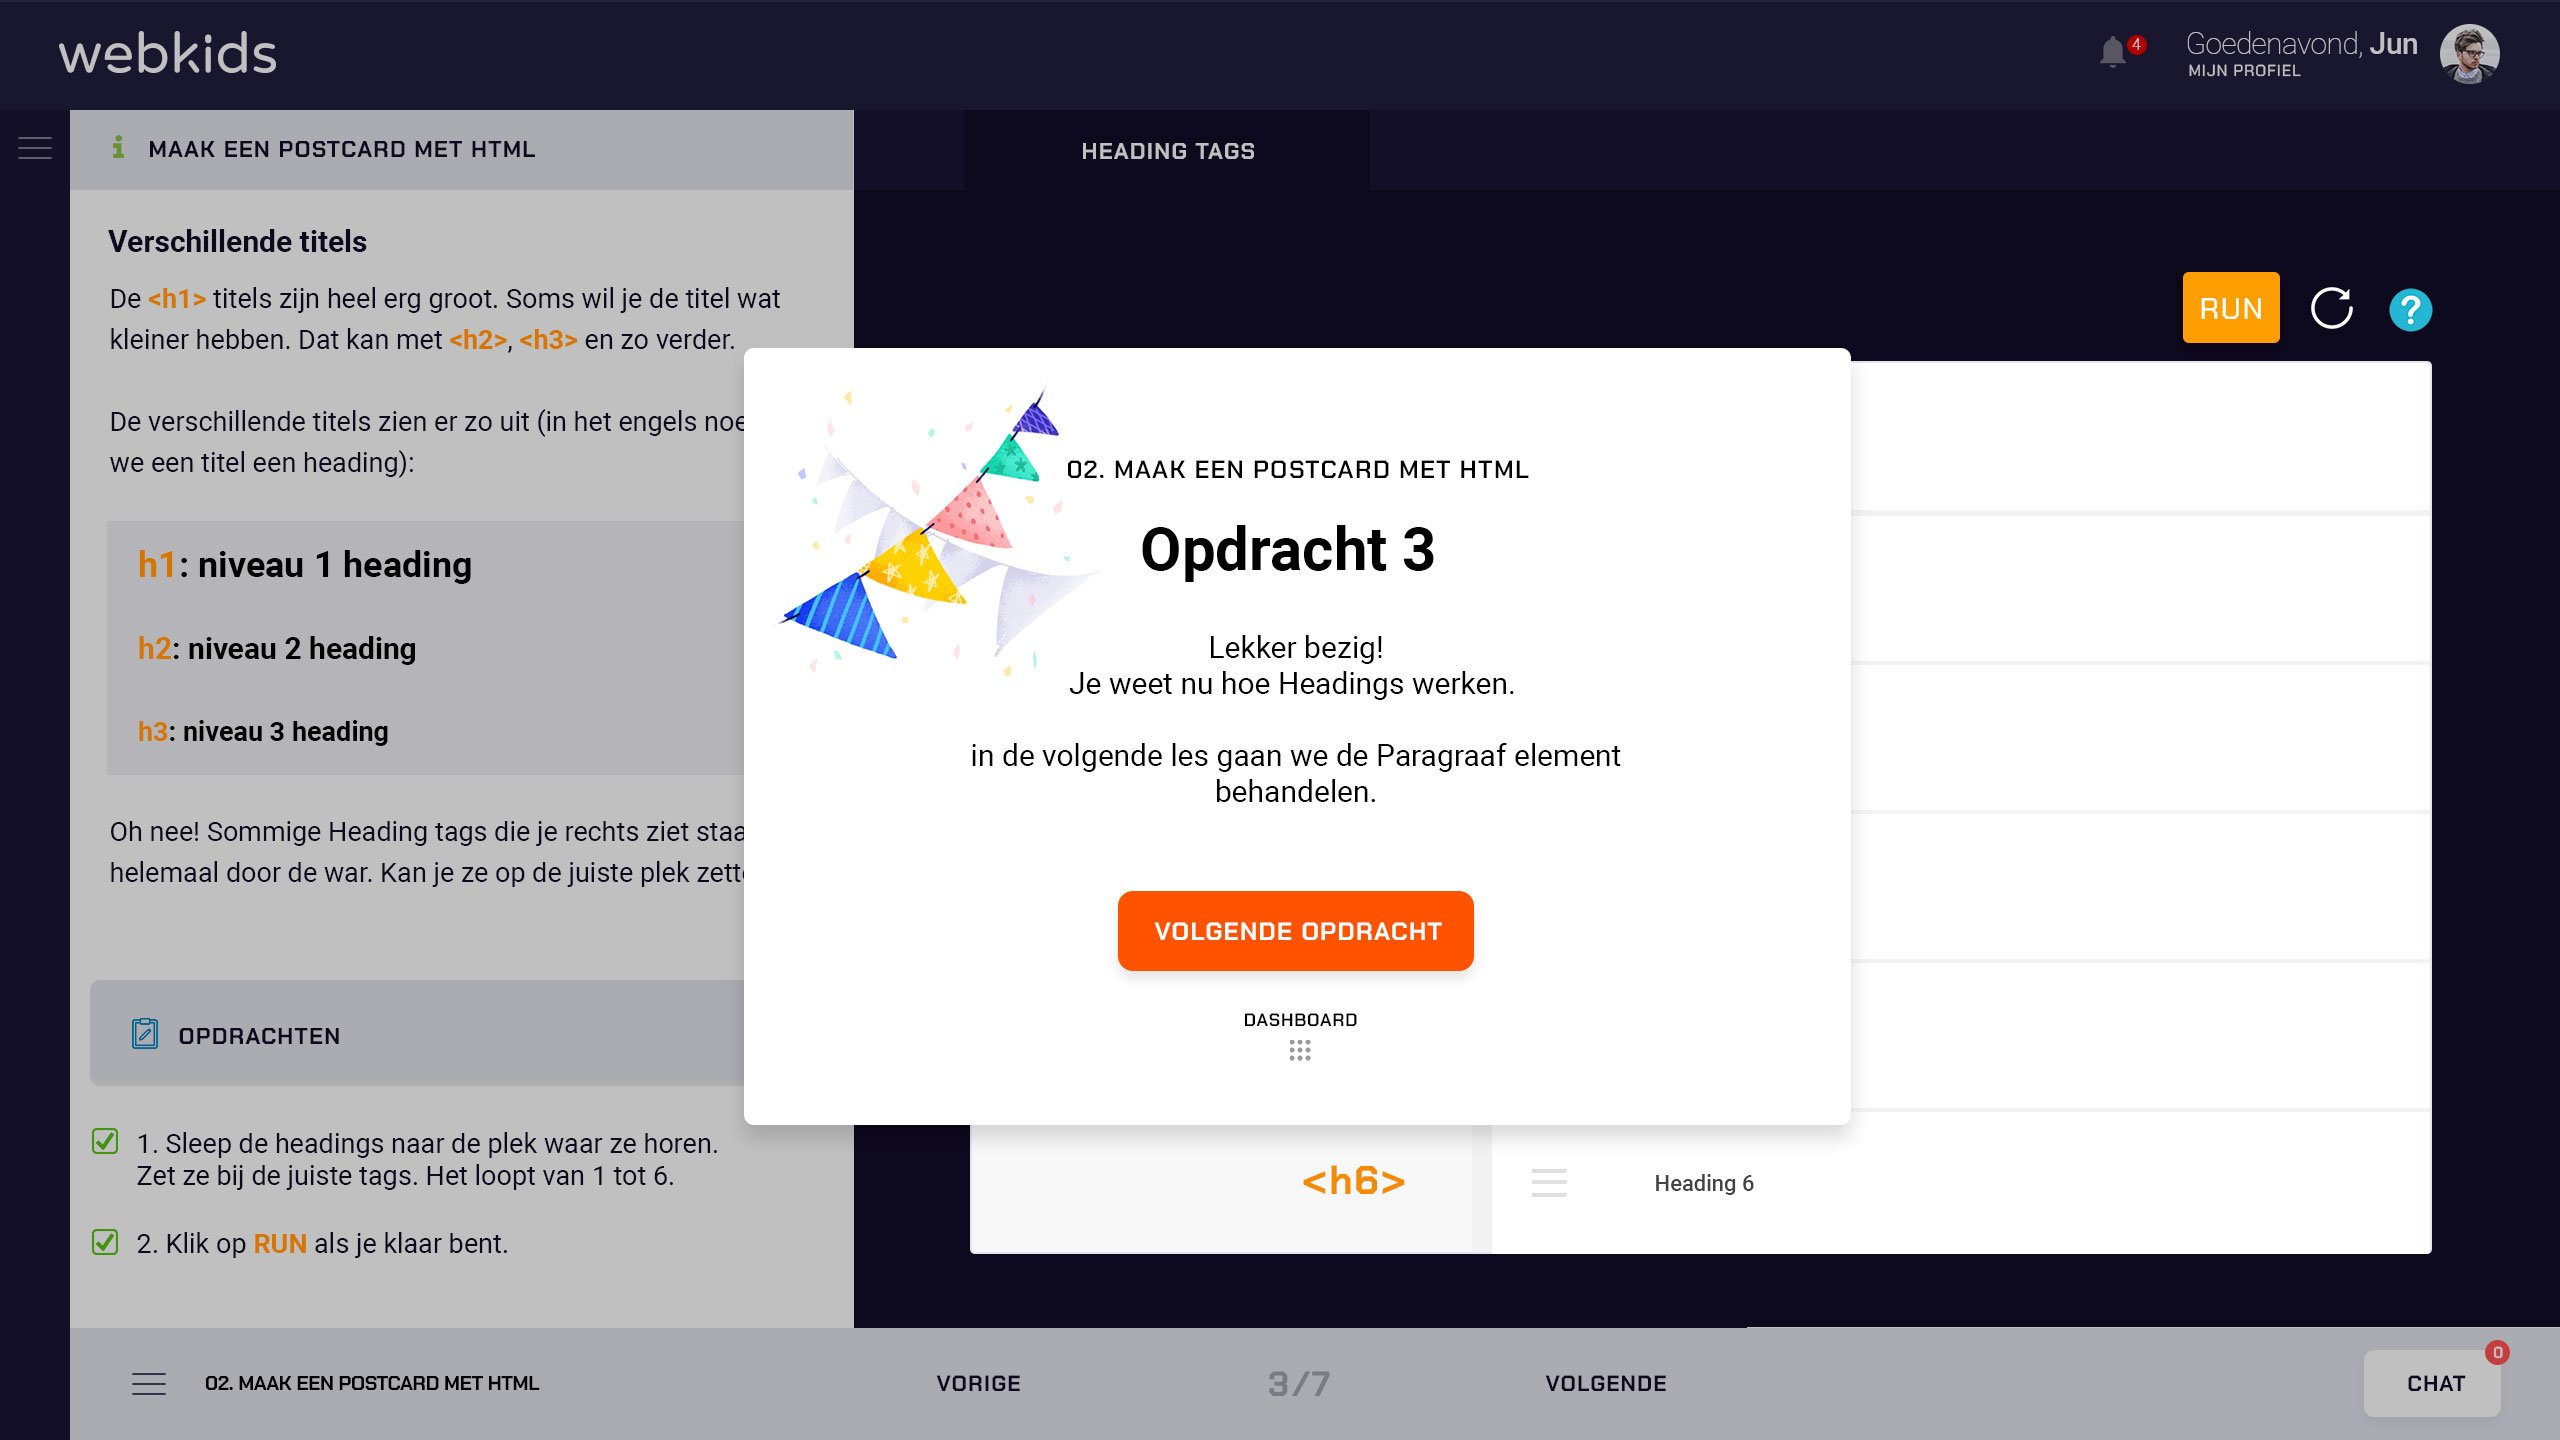 webkids
4
Goedenavond, Jun
MIJN PROFIEL
i MAAK EEN POSTCARD MET HTML
HEADING TAGS
Verschillende titels
De <h1> titels zijn heel erg groot. Soms wil je de titel wat
kleiner hebben. Dat kan met <h2>, <h3> en zo verder.
De verschillende titels zien er zo uit (in het engels
we een titel een heading):
h1: niveau 1 heading
h2: niveau 2 heading
h3: niveau 3 heading
Oh nee! Sommige Heading tags die je rechts ziet
helemaal door de war. Kan je ze op de juiste plek
OPDRACHTEN
1. Sleep de headings naar de plek waar ze horen.
Zet ze bij de juiste tags. Het loopt van 1 tot 6.
2. Klik op RUN als je klaar bent.
RUN
?
02. MAAK EEN POSTCARD MET HTML
Opdracht 3
Lekker bezig!
Je weet nu hoe Headings werken.
in de volgende les gaan we de Paragraaf element
behandelen.
VOLGENDE OPDRACHT
DASHBOARD
<h6>
Heading 6
02. MAAK EEN POSTCARD MET HTML
VORIGE
3/7
VOLGENDE
CHAT
0